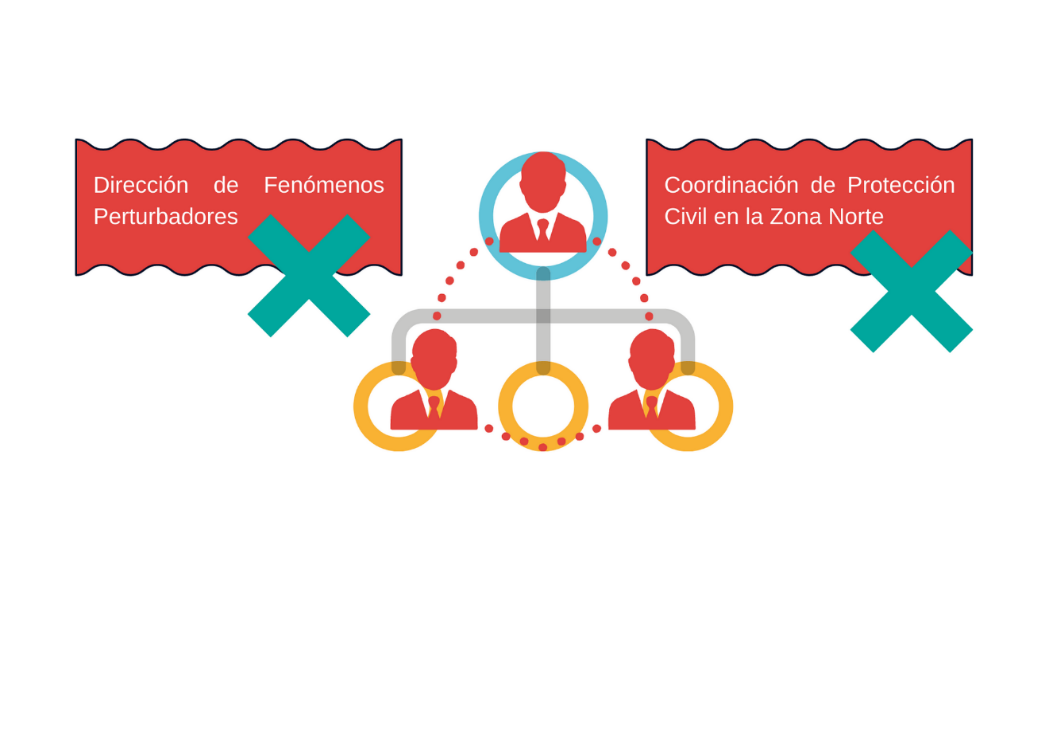 Dirección de Fenómenos
Perturbadores
Coordinación de Protección
Civil en la Zona Norte